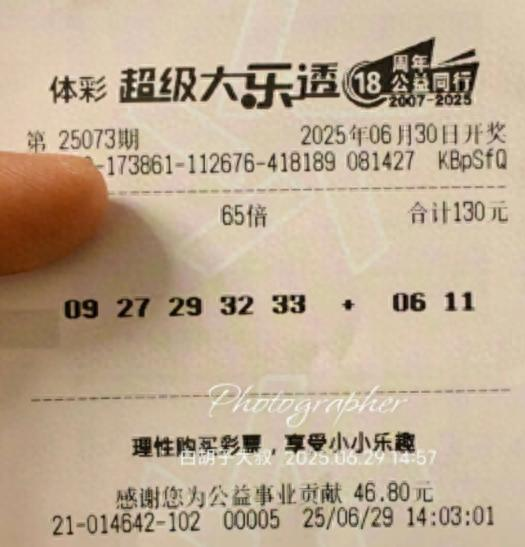 体彩 超级大乐透 18 周年 公益同行 2007-2025
第 25073期 2025年06月30日开奖
-173861-112676-418189 081427 KBpSfQ
65倍 合计130元
09 27 29 32 33 + 06 11
Photographer
理性购买彩票，享受小小乐趣
白胡子大叔 2025.06.29 14:57
感谢您为公益事业贡献 46.80元
21-014642-102 00005 25/06/29 14:03:01